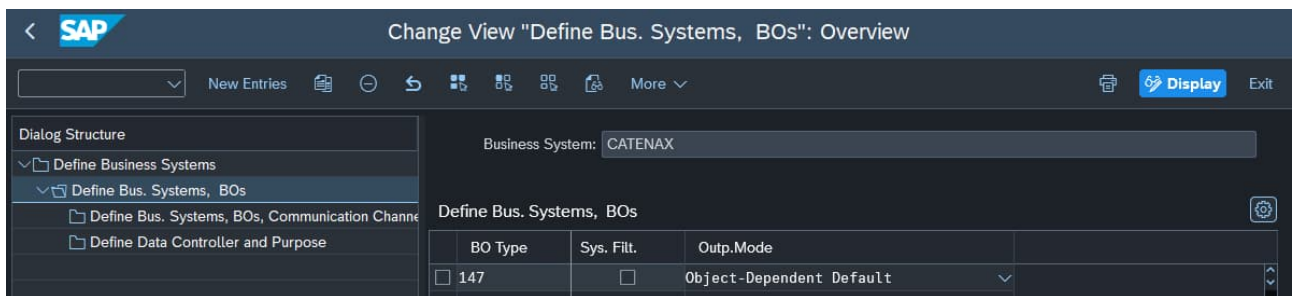 SAP Change View "Define Bus. Systems, BOs": Overview
New Entries More Display Exit
Dialog Structure
Define Business Systems
Define Bus. Systems, BOs
Define Bus. Systems, BOs, Communication Channe
Define Data Controller and Purpose
Business System: CATENAX
Define Bus. Systems, BOs
BO Type Sys. Filt. Outp.Mode
147 Object-Dependent Default